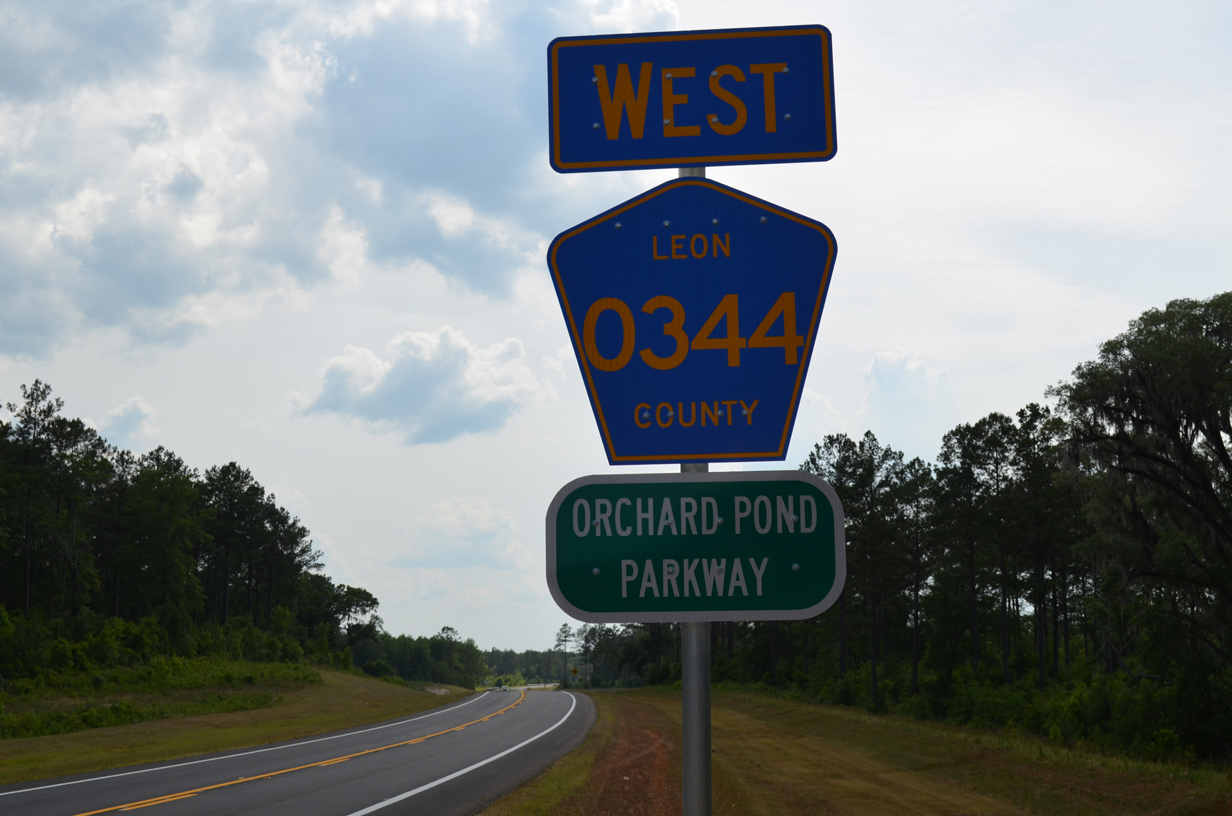 WEST
LEON
0344
COUNTY
ORCHARD POND
PARKWAY